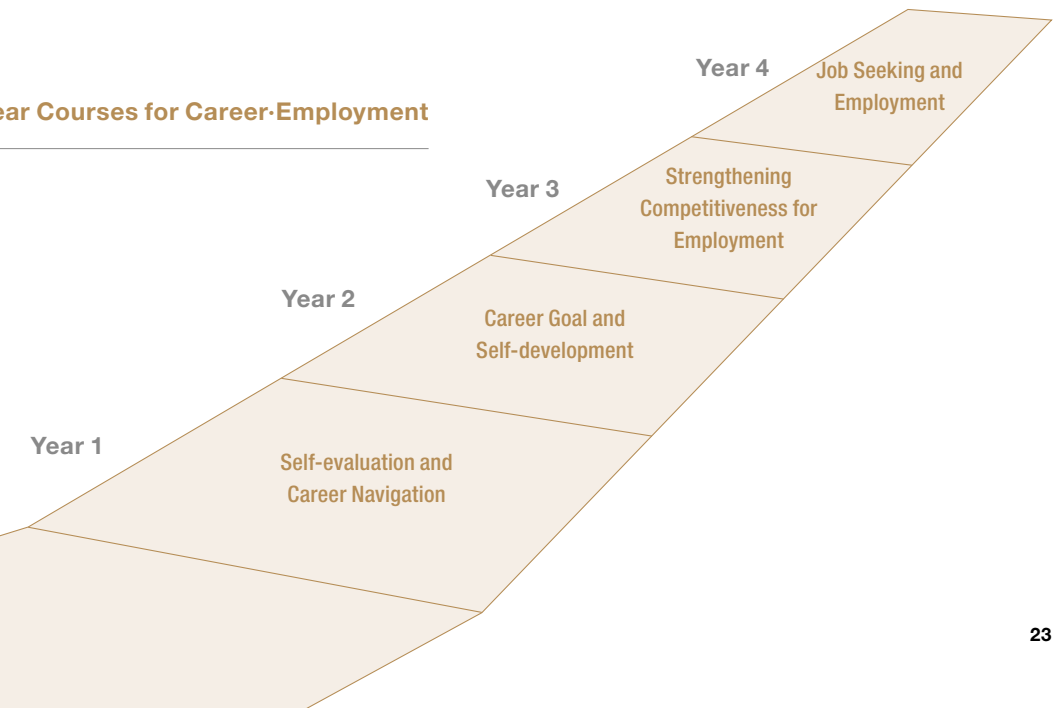 ear Courses for Career·Employment
Year 4
Job Seeking and
Employment
Year 3
Strengthening
Competitiveness for
Employment
Year 2
Career Goal and
Self-development
Year 1
Self-evaluation and
Career Navigation
23